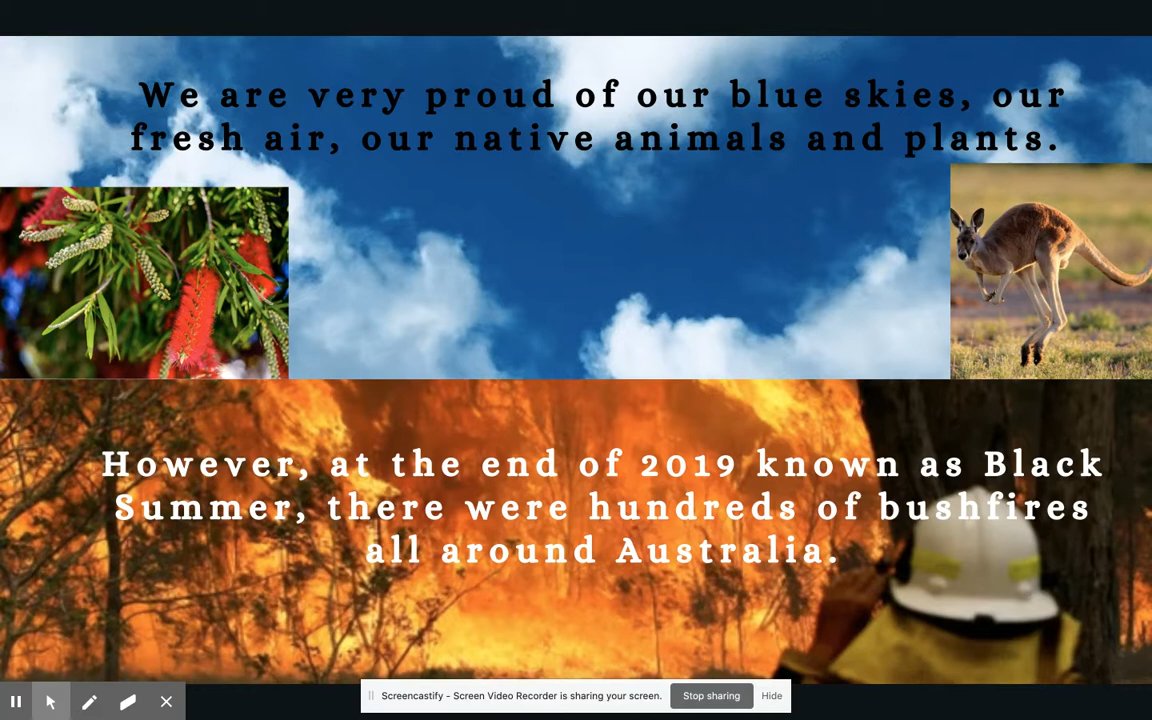 We are very proud of our blue skies, our
fresh air, our native animals and plants.
However, at the end of 2019 known as Black
Summer, there were hundreds of bushfires
all around Australia.
Screencastify - Screen Video Recorder is sharing your screen. Stop sharing Hide